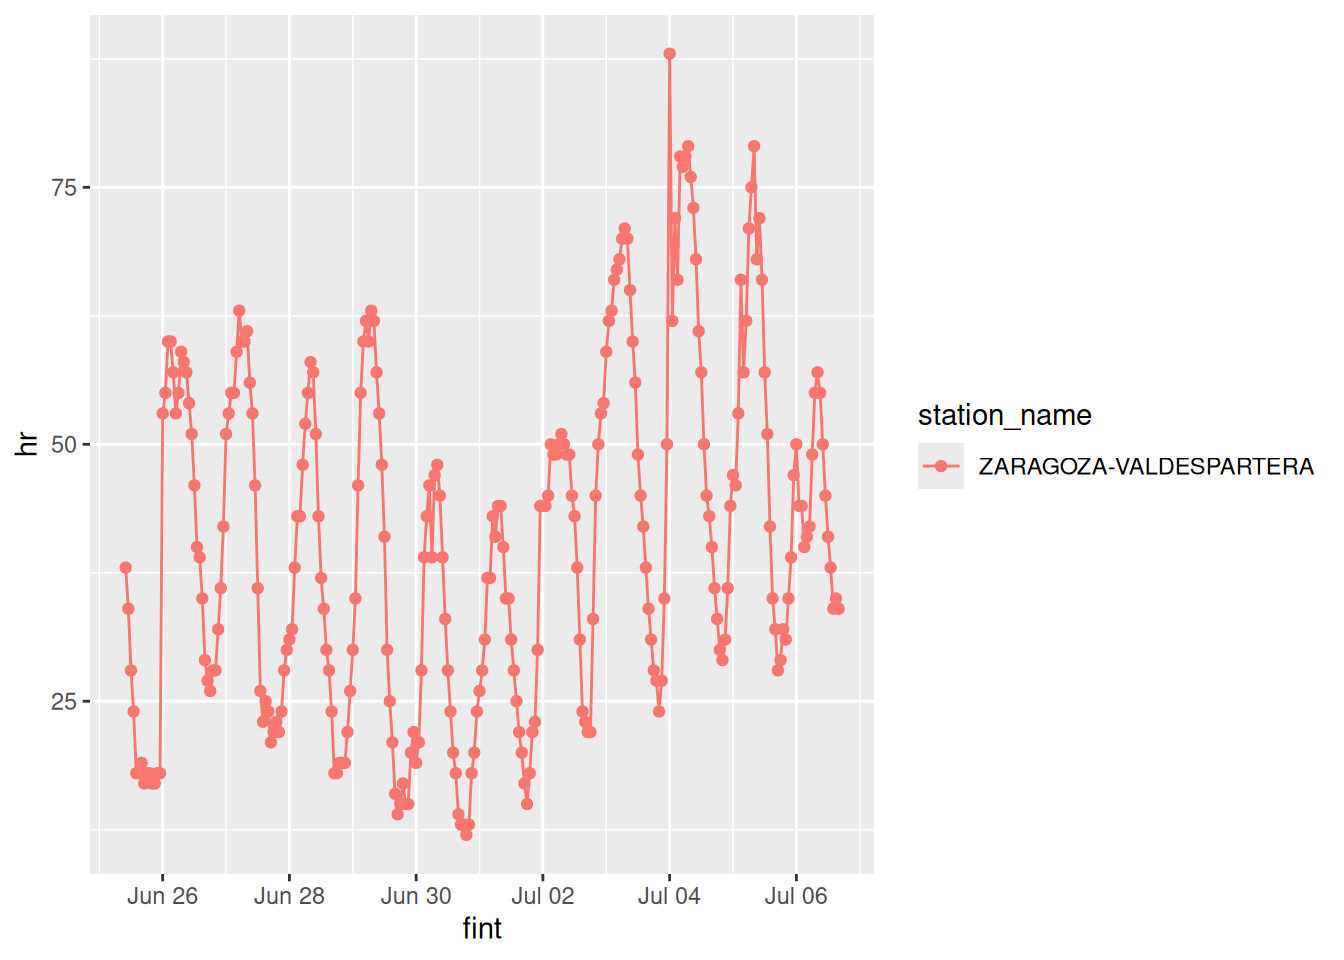 75
50
25
hr
Jun 26
Jun 28
Jun 30
Jul 02
Jul 04
Jul 06
fint
station_name
ZARAGOZA-VALDESPARTERA